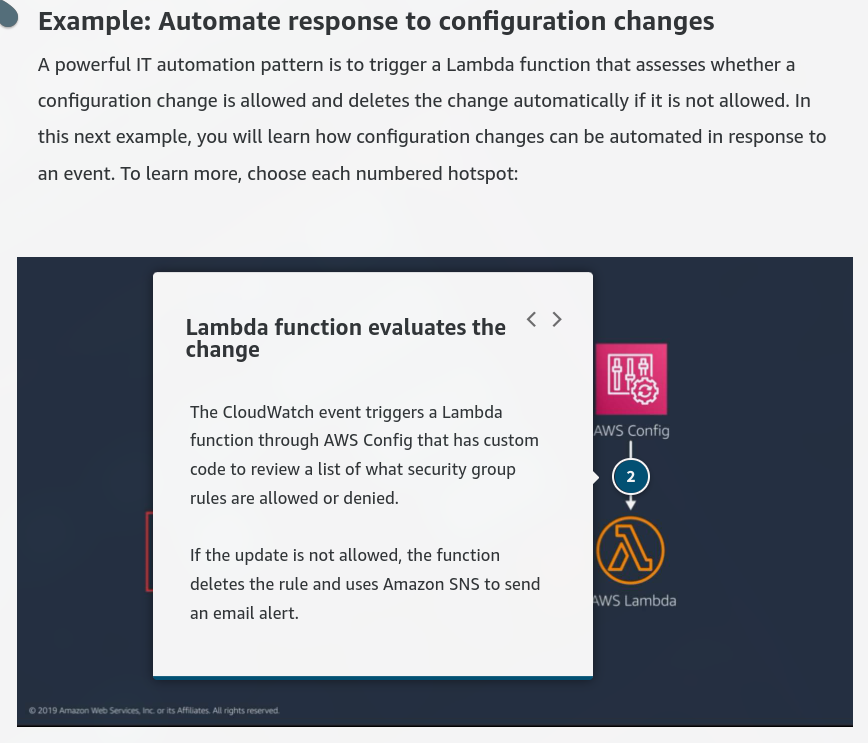 Example: Automate response to configuration changes
A powerful IT automation pattern is to trigger a Lambda function that assesses whether a
configuration change is allowed and deletes the change automatically if it is not allowed. In
this next example, you will learn how configuration changes can be automated in response to
an event. To learn more, choose each numbered hotspot:
Lambda function evaluates the
change
The CloudWatch event triggers a Lambda
function through AWS Config that has custom
code to review a list of what security group
rules are allowed or denied.
If the update is not allowed, the function
deletes the rule and uses Amazon SNS to send
an email alert.
AWS Config
2
AWS Lambda
© 2019 Amazon Web Services, Inc. or its Affiliates. All rights reserved.